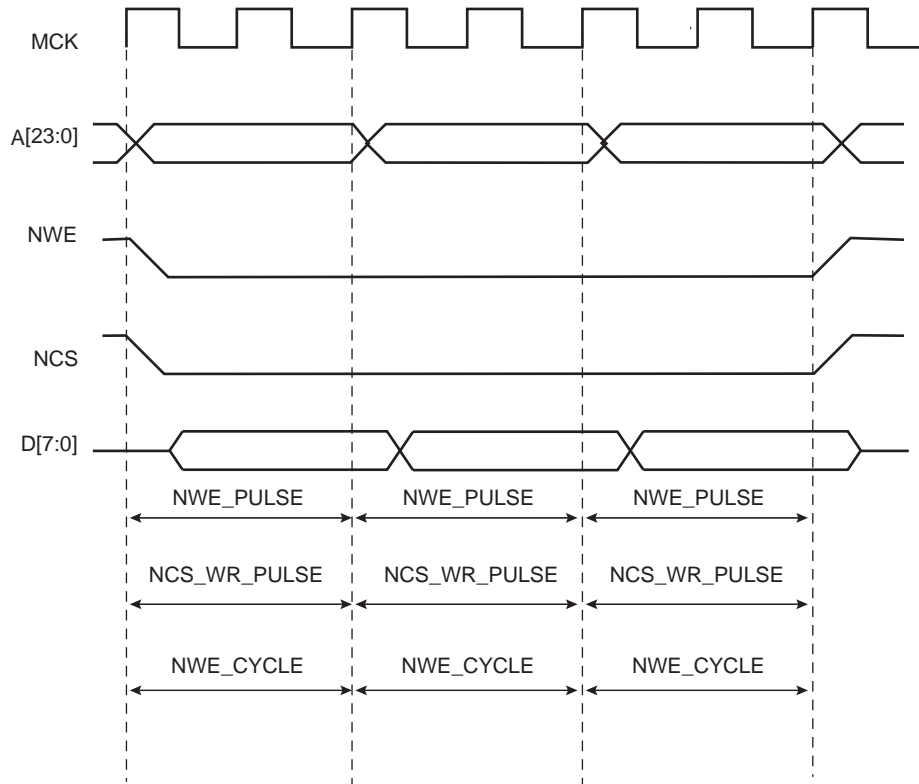 MCK
A[23:0]
NWE
NCS
D[7:0]
NWE_PULSE NWE_PULSE NWE_PULSE
NCS_WR_PULSE NCS_WR_PULSE NCS_WR_PULSE
NWE_CYCLE NWE_CYCLE NWE_CYCLE